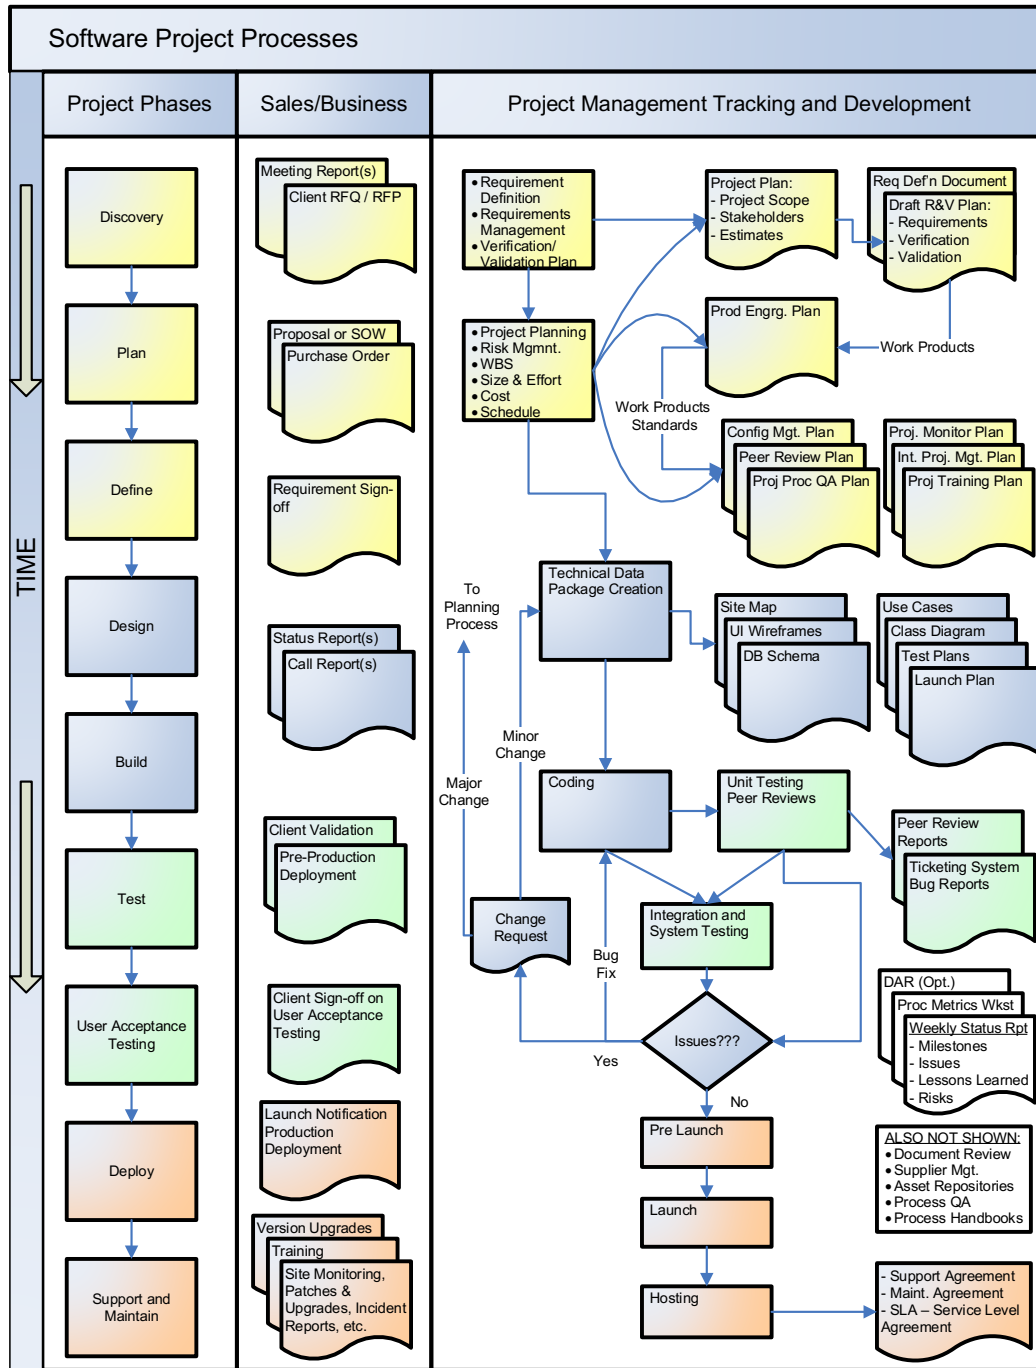 Software Project Processes
Project Phases
Sales/Business
Project Management Tracking and Development
TIME
Discovery
Plan
Define
Design
Build
Test
User Acceptance
Testing
Deploy
Support and
Maintain
Meeting Report(s)
Client RFQ / RFP
Proposal or SOW
Purchase Order
Requirement Sign-
off
Status Report(s)
Call Report(s)
Client Validation
Pre-Production
Deployment
Client Sign-off on
User Acceptance
Testing
Launch Notification
Production
Deployment
Version Upgrades
Training
Site Monitoring,
Patches &
Upgrades, Incident
Reports, etc.
• Requirement
Definition
• Requirements
Management
• Verification/
Validation Plan
Project Plan:
- Project Scope
- Stakeholders
- Estimates
Req Def'n Document
Draft R&V Plan:
- Requirements
- Verification
- Validation
• Project Planning
• Risk Mgmnt.
• WBS
• Size & Effort
• Cost
• Schedule
Prod Engrg. Plan
Work Products
Work Products
Standards
Config Mgt. Plan
Peer Review Plan
Proj Proc QA Plan
Proj. Monitor Plan
Int. Proj. Mgt. Plan
Proj Training Plan
To
Planning
Process
Technical Data
Package Creation
Site Map
UI Wireframes
DB Schema
Use Cases
Class Diagram
Test Plans
Launch Plan
Minor
Change
Major
Change
Coding
Unit Testing
Peer Reviews
Peer Review
Reports
Ticketing System
Bug Reports
Change
Request
Bug
Fix
Integration and
System Testing
Issues???
Yes
No
DAR (Opt.)
Proc Metrics Wkst
Weekly Status Rpt
- Milestones
- Issues
- Lessons Learned
- Risks
Pre Launch
Launch
Hosting
ALSO NOT SHOWN:
• Document Review
• Supplier Mgt.
• Asset Repositories
• Process QA
• Process Handbooks
- Support Agreement
- Maint. Agreement
- SLA – Service Level
Agreement